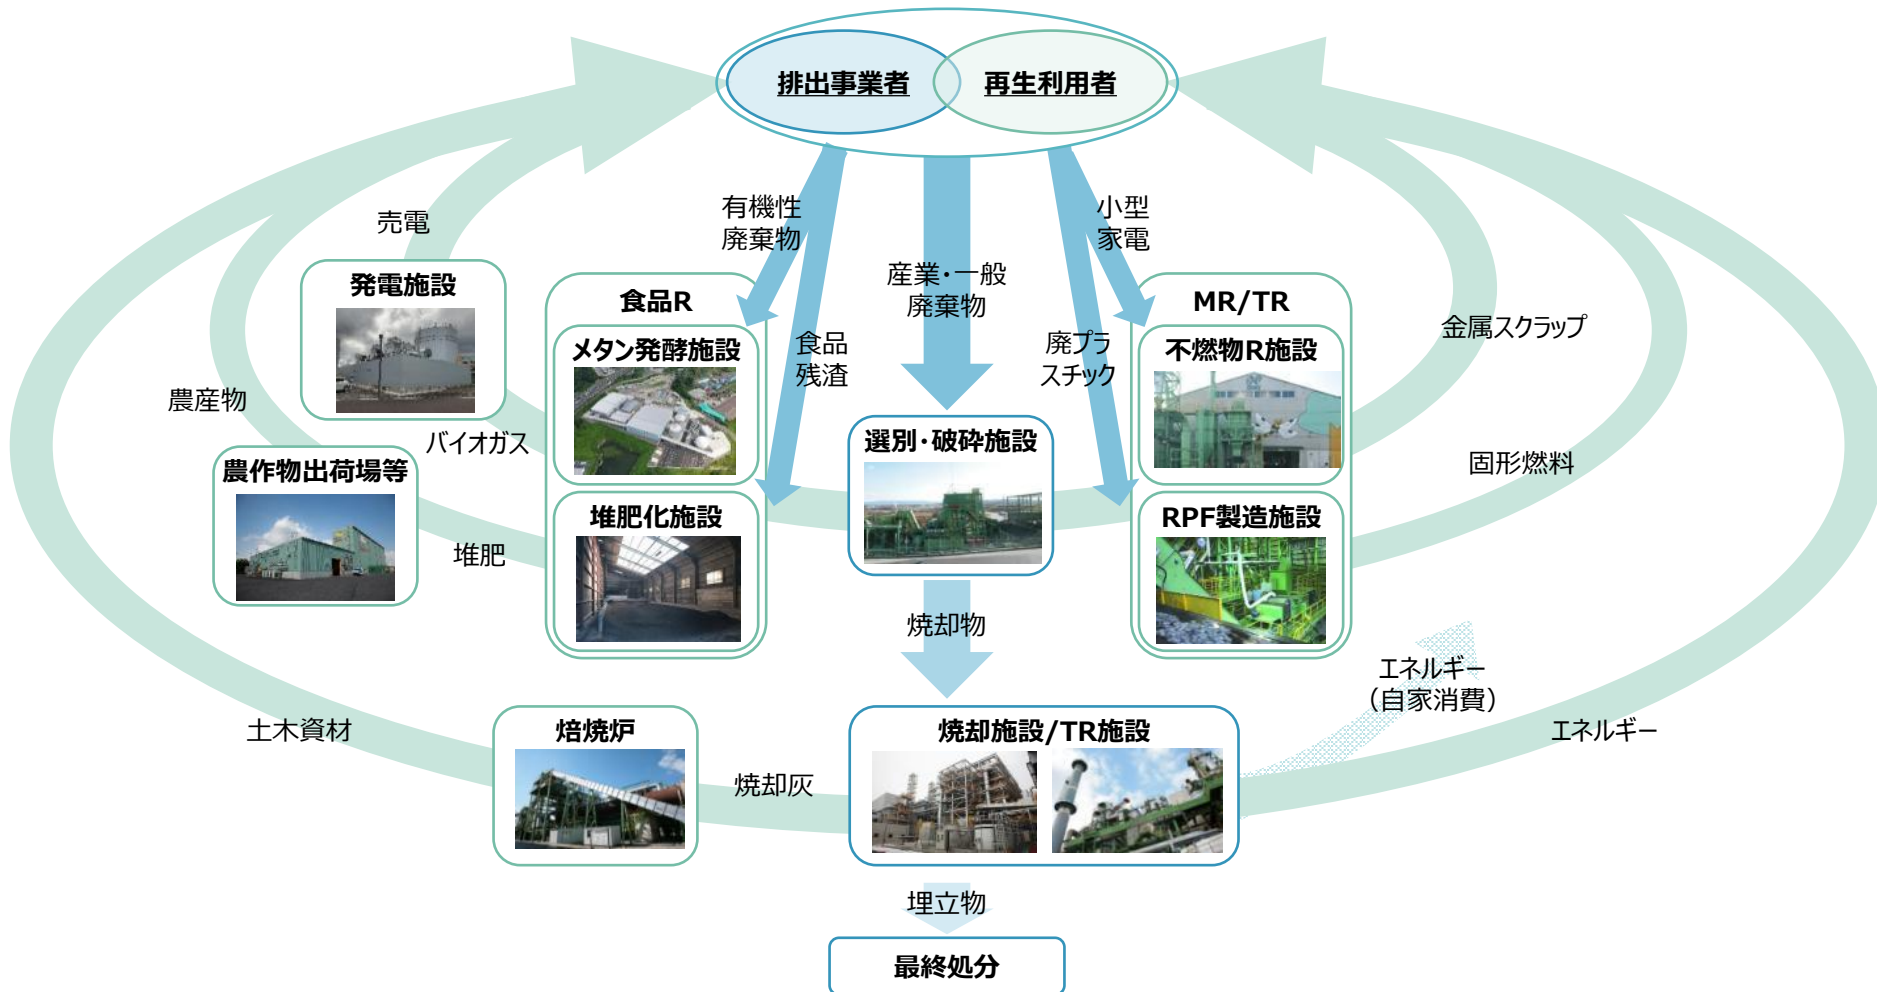 排出事業者
再生利用者
売電
有機性
廃棄物
小型
家電
産業・一般
廃棄物
発電施設
食品R
MR/TR
メタン発酵施設
食品
残渣
廃プラ
スチック
不燃物R施設
金属スクラップ
農産物
バイオガス
選別・破砕施設
農作物出荷場等
固形燃料
堆肥化施設
RPF製造施設
堆肥
焼却物
エネルギー
（自家消費）
土木資材
焙焼炉
焼却施設/TR施設
エネルギー
焼却灰
埋立物
最終処分